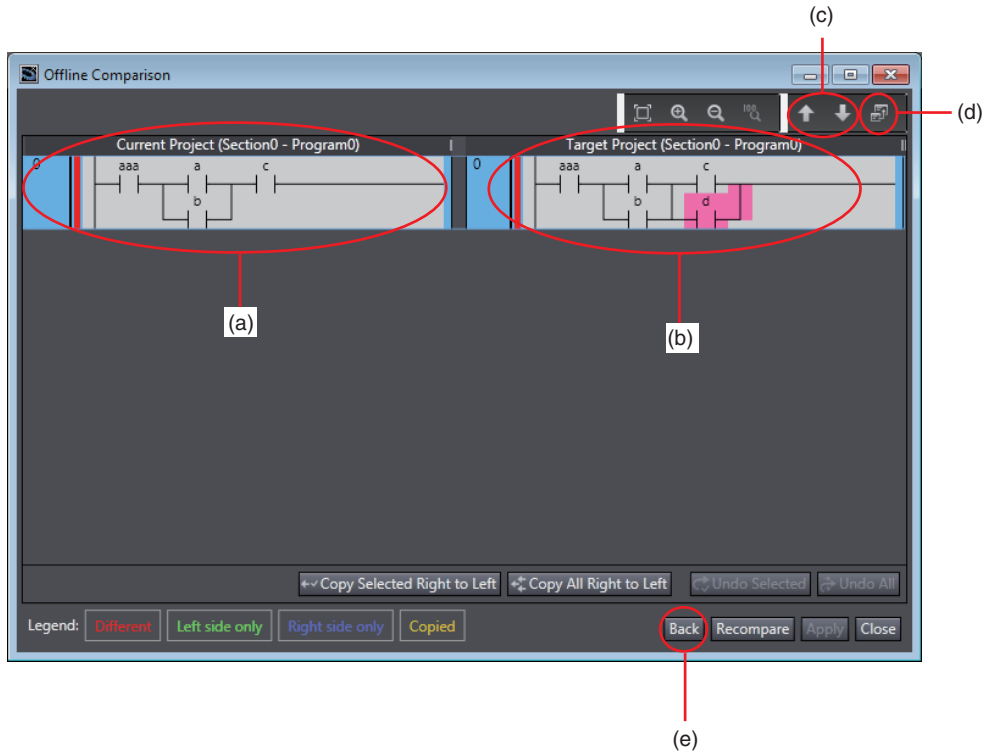 (c)
Offline Comparison
100
(d)
Current Project (Section0 - Program0)
Target Project (Section0 - Program0)
0
aaa a c
b
0
aaa a c
b d
(a)
(b)
Copy Selected Right to Left
Copy All Right to Left
Undo Selected
Undo All
Legend:
Different
Left side only
Right side only
Copied
Back
Recompare
Apply
Close
(e)